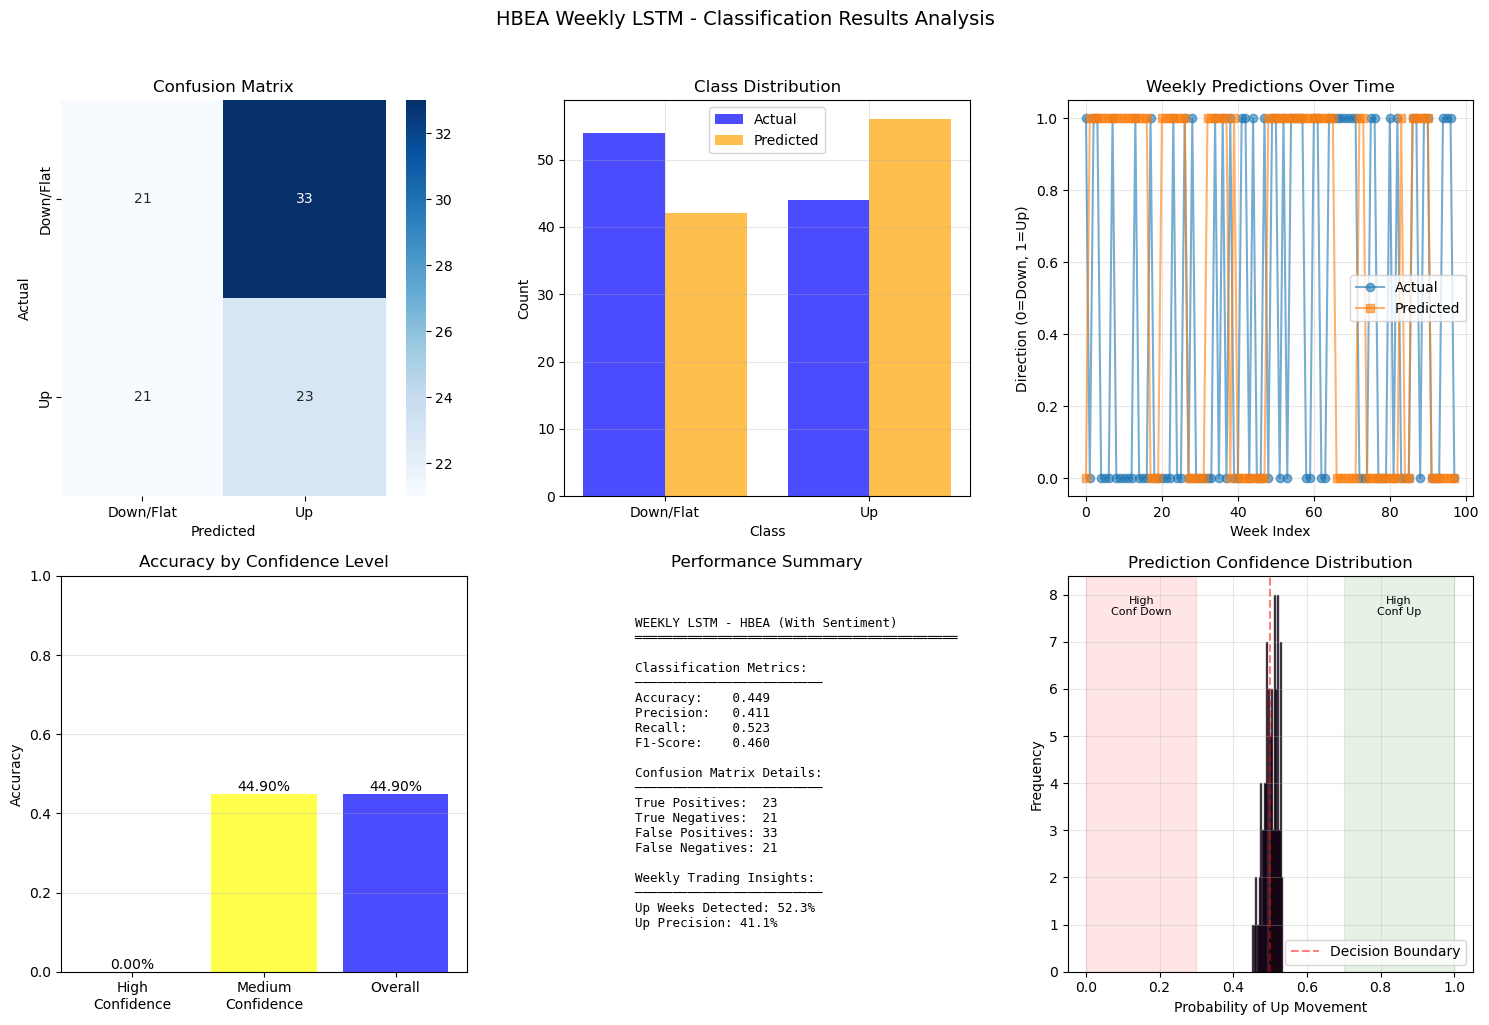 HBEA Weekly LSTM - Classification Results Analysis
Confusion Matrix
Actual
Down/Flat
Up
21
33
21
23
Down/Flat
Up
Predicted
32
30
28
26
24
22
Class Distribution
Actual
Predicted
Count
50
40
30
20
10
0
Down/Flat
Up
Class
Weekly Predictions Over Time
Direction (0=Down, 1=Up)
1.0
0.8
0.6
0.4
0.2
0.0
Actual
Predicted
0
20
40
60
80
100
Week Index
Accuracy by Confidence Level
Accuracy
1.0
0.8
0.6
0.4
0.2
0.0
0.00%
44.90%
44.90%
High
Confidence
Medium
Confidence
Overall
Performance Summary
WEEKLY LSTM - HBEA (With Sentiment)
Classification Metrics:
Accuracy: 0.449
Precision: 0.411
Recall: 0.523
F1-Score: 0.460
Confusion Matrix Details:
True Positives: 23
True Negatives: 21
False Positives: 33
False Negatives: 21
Weekly Trading Insights:
Up Weeks Detected: 52.3%
Up Precision: 41.1%
Prediction Confidence Distribution
Frequency
8
7
6
5
4
3
2
1
0
High
Conf Down
High
Conf Up
Decision Boundary
0.0
0.2
0.4
0.6
0.8
1.0
Probability of Up Movement